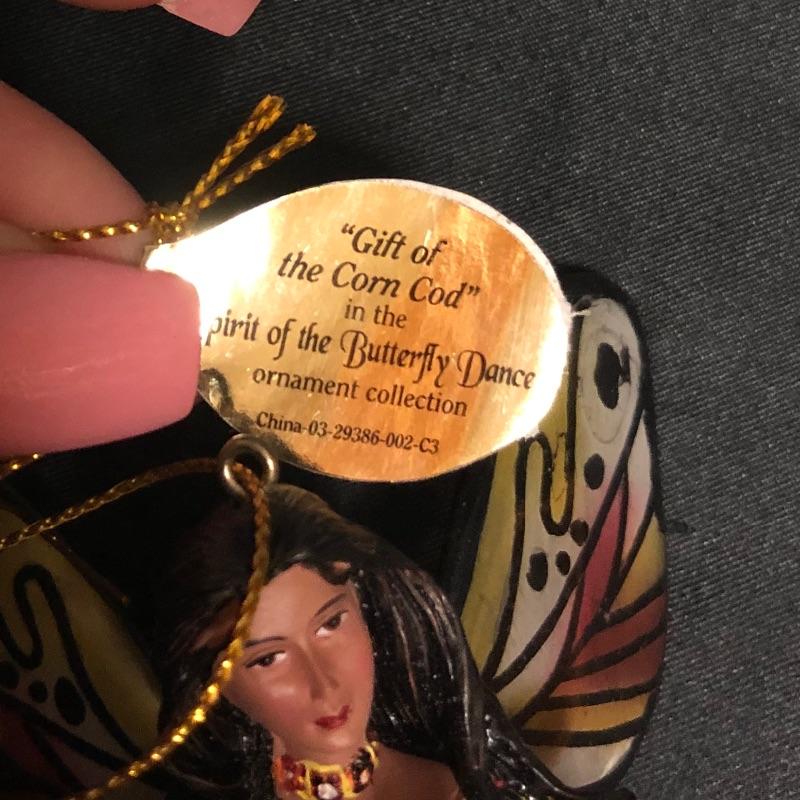 "Gift of
the Corn Cod"
in the
pirit of the Butterfly Dance
ornament collection
China-03-29386-002-C3